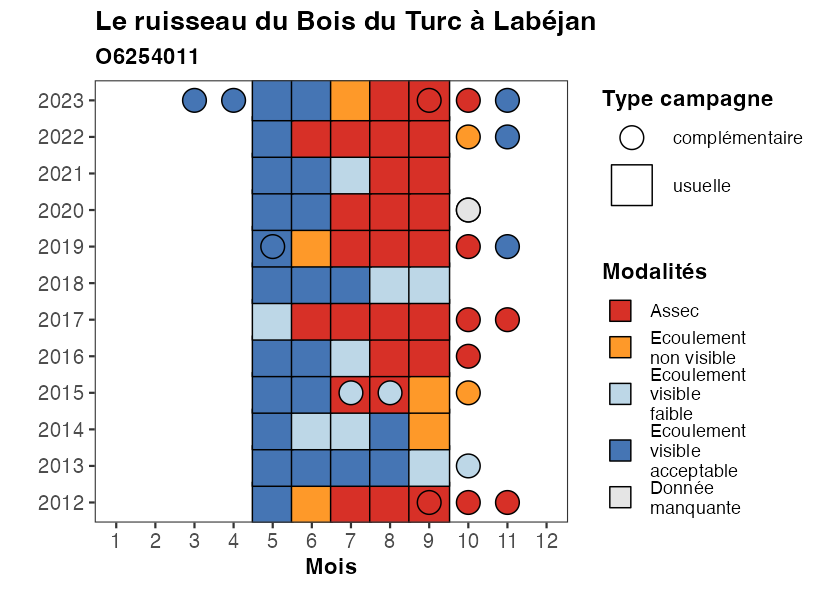 Le ruisseau du Bois du Turc à Labéjan
O6254011
2023
2022
2021
2020
2019
2018
2017
2016
2015
2014
2013
2012
1 2 3 4 5 6 7 8 9 10 11 12
Mois
Type campagne
complémentaire
usuelle
Modalités
Assec
Ecoulement
non visible
Ecoulement
visible
faible
Ecoulement
visible
acceptable
Donnée
manquante